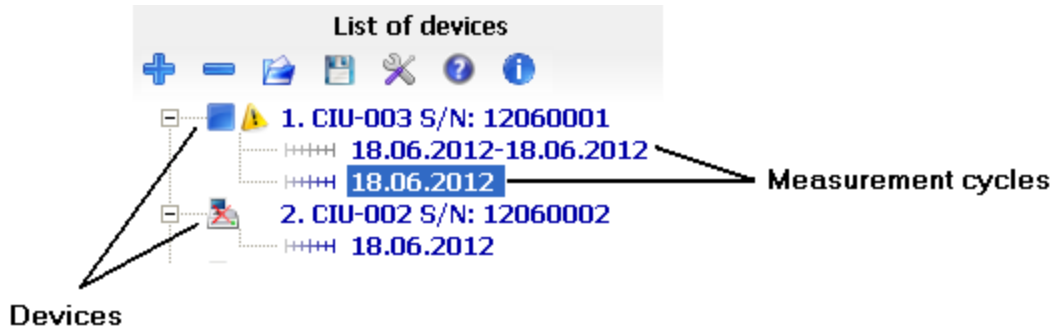 List of devices
1. CIU-003 S/N: 12060001
18.06.2012-18.06.2012
18.06.2012
Measurement cycles
2. CIU-002 S/N: 12060002
18.06.2012
Devices